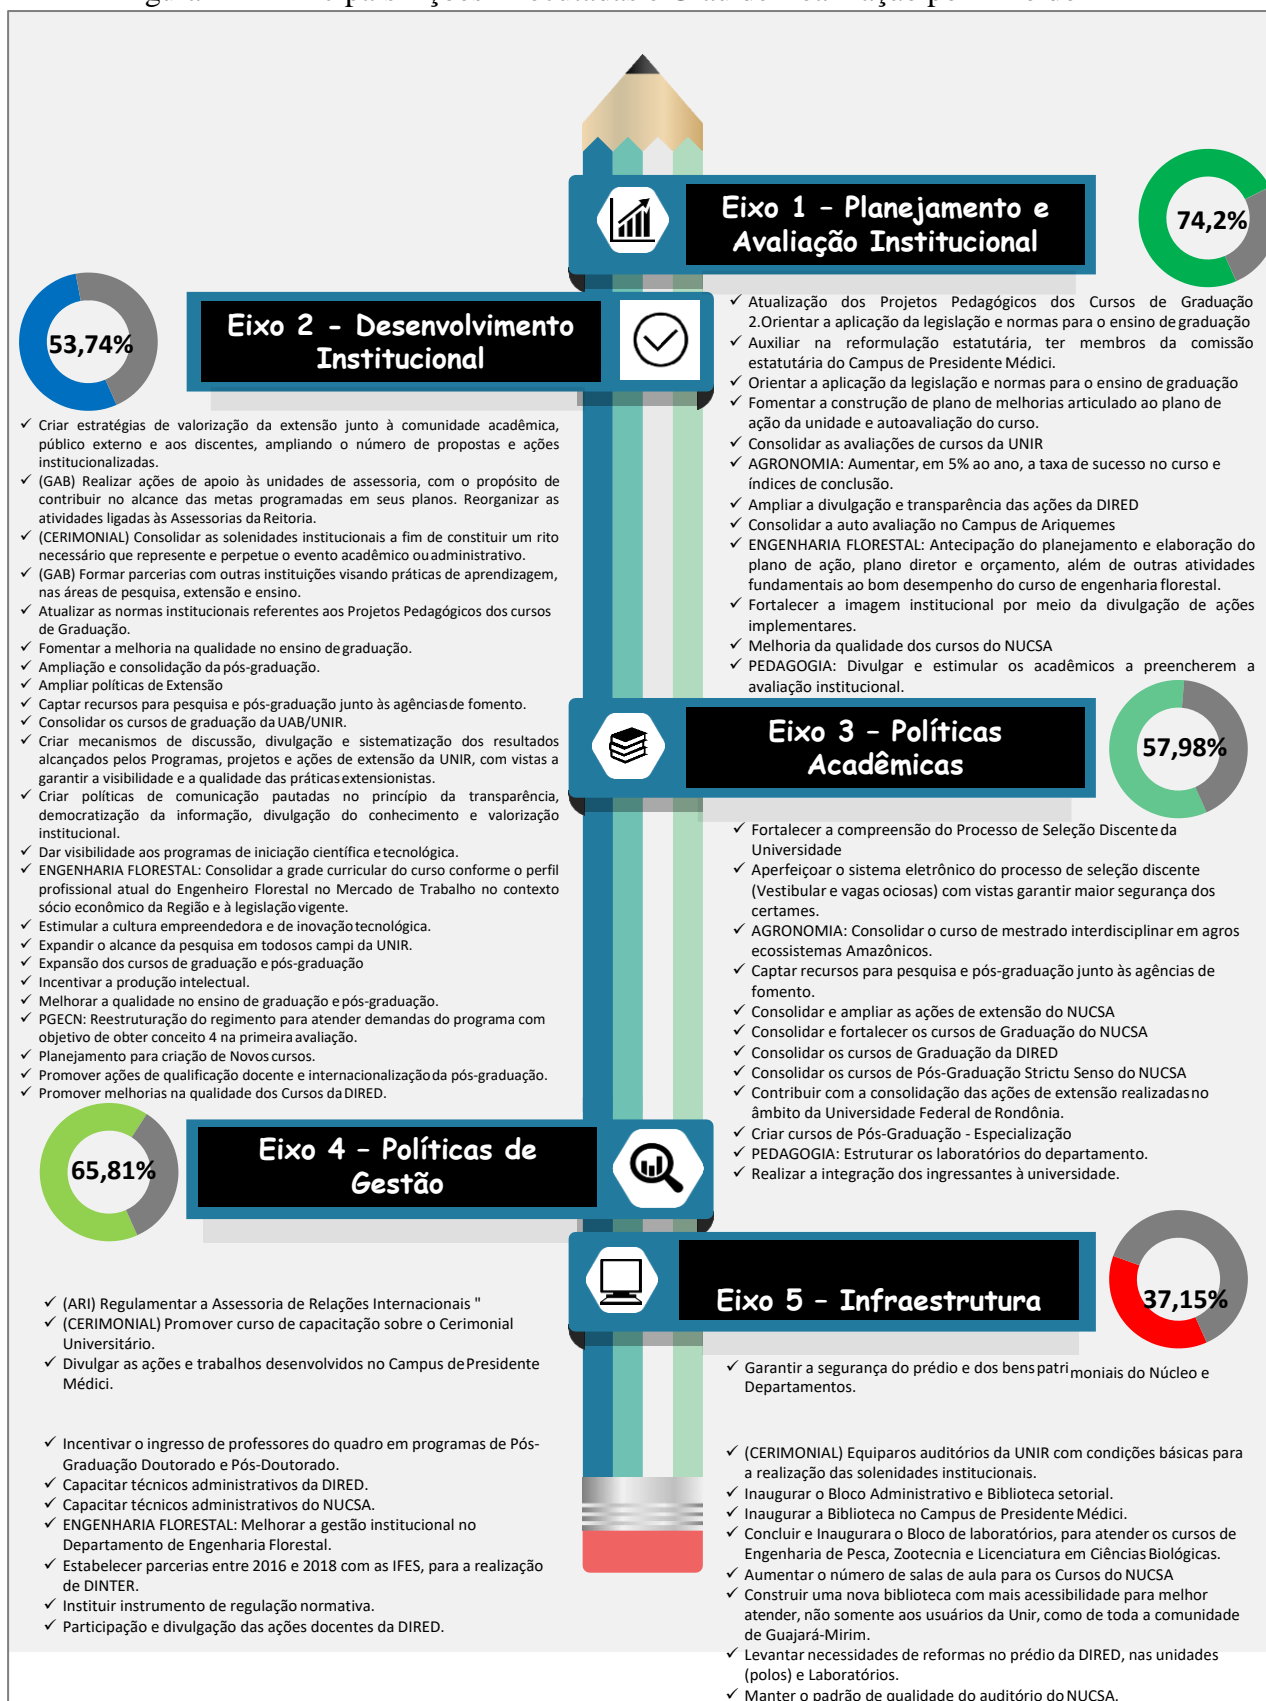 Eixo 1 – Planejamento e
Avaliação Institucional
74,2%
✓ Atualização dos Projetos Pedagógicos dos Cursos de Graduação
2.Orientar a aplicação da legislação e normas para o ensino de graduação
✓ Auxiliar na reformulação estatutária, ter membros da comissão
estatutária do Campus de Presidente Médici.
✓ Orientar a aplicação da legislação e normas para o ensino de graduação
✓ Fomentar a construção de plano de melhorias articulado ao plano de
ação da unidade e autoavaliação do curso.
✓ Consolidar as avaliações de cursos da UNIR
✓ AGRONOMIA: Aumentar, em 5% ao ano, a taxa de sucesso no curso e
índices de conclusão.
✓ Ampliar a divulgação e transparência das ações da DIRED
✓ Consolidar a auto avaliação no Campus de Ariquemes
✓ ENGENHARIA FLORESTAL: Antecipação do planejamento e elaboração do
plano de ação, plano diretor e orçamento, além de outras atividades
fundamentais ao bom desempenho do curso de engenharia florestal.
✓ Fortalecer a imagem institucional por meio da divulgação de ações
implementares.
✓ Melhoria da qualidade dos cursos do NUCSA
✓ PEDAGOGIA: Divulgar e estimular os acadêmicos a preencherem a
avaliação institucional.
53,74%
Eixo 2 - Desenvolvimento
Institucional
✓ Criar estratégias de valorização da extensão junto à comunidade acadêmica,
público externo e aos discentes, ampliando o número de propostas e ações
institucionalizadas.
✓ (GAB) Realizar ações de apoio às unidades de assessoria, com o propósito de
contribuir no alcance das metas programadas em seus planos. Reorganizar as
atividades ligadas às Assessorias da Reitoria.
✓ (CERIMONIAL) Consolidar as solenidades institucionais a fim de constituir um rito
necessário que represente e perpetue o evento acadêmico ou administrativo.
✓ (GAB) Formar parcerias com outras instituições visando práticas de aprendizagem,
nas áreas de pesquisa, extensão e ensino.
✓ Atualizar as normas institucionais referentes aos Projetos Pedagógicos dos cursos
de Graduação.
✓ Fomentar a melhoria na qualidade no ensino de graduação.
✓ Ampliação e consolidação da pós-graduação.
✓ Ampliar políticas de Extensão
✓ Captar recursos para pesquisa e pós-graduação junto às agências de fomento.
✓ Consolidar os cursos de graduação da UAB/UNIR.
✓ Criar mecanismos de discussão, divulgação e sistematização dos resultados
alcançados pelos Programas, projetos e ações de extensão da UNIR, com vistas a
garantir a visibilidade e a qualidade das práticas extensionistas.
✓ Criar políticas de comunicação pautadas no princípio da transparência,
democratização da informação, divulgação do conhecimento e valorização
institucional.
✓ Dar visibilidade aos programas de iniciação científica e tecnológica.
✓ ENGENHARIA FLORESTAL: Consolidar a grade curricular do curso conforme o perfil
profissional atual do Engenheiro Florestal no Mercado de Trabalho no contexto
sócio econômico da Região e à legislação vigente.
✓ Estimular a cultura empreendedora e de inovação tecnológica.
✓ Expandir o alcance da pesquisa em todosos campi da UNIR.
✓ Expansão dos cursos de graduação e pós-graduação
✓ Incentivar a produção intelectual.
✓ Melhorar a qualidade no ensino de graduação e pós-graduação.
✓ PGECN: Reestruturação do regimento para atender demandas do programa com
objetivo de obter conceito 4 na primeira avaliação.
✓ Planejamento para criação de Novos cursos.
✓ Promover ações de qualificação docente e internacionalização da pós-graduação.
✓ Promover melhorias na qualidade dos Cursos da DIRED.
Eixo 3 – Políticas
Acadêmicas
57,98%
✓ Fortalecer a compreensão do Processo de Seleção Discente da
Universidade
✓ Aperfeiçoar o sistema eletrônico do processo de seleção discente
(Vestibular e vagas ociosas) com vistas garantir maior segurança dos
certames.
✓ AGRONOMIA: Consolidar o curso de mestrado interdisciplinar em agros
ecossistemas Amazônicos.
✓ Captar recursos para pesquisa e pós-graduação junto às agências de
fomento.
✓ Consolidar e ampliar as ações de extensão do NUCSA
✓ Consolidar e fortalecer os cursos de Graduação do NUCSA
✓ Consolidar os cursos de Graduação da DIRED
✓ Consolidar os cursos de Pós-Graduação Strictu Senso do NUCSA
✓ Contribuir com a consolidação das ações de extensão realizadas no
âmbito da Universidade Federal de Rondônia.
✓ Criar cursos de Pós-Graduação - Especialização
✓ PEDAGOGIA: Estruturar os laboratórios do departamento.
✓ Realizar a integração dos ingressantes à universidade.
65,81%
Eixo 4 – Políticas de
Gestão
✓ (ARI) Regulamentar a Assessoria de Relações Internacionais "
✓ (CERIMONIAL) Promover curso de capacitação sobre o Cerimonial
Universitário.
✓ Divulgar as ações e trabalhos desenvolvidos no Campus de Presidente
Médici.
✓ Incentivar o ingresso de professores do quadro em programas de Pós-
Graduação Doutorado e Pós-Doutorado.
✓ Capacitar técnicos administrativos da DIRED.
✓ Capacitar técnicos administrativos do NUCSA.
✓ ENGENHARIA FLORESTAL: Melhorar a gestão institucional no
Departamento de Engenharia Florestal.
✓ Estabelecer parcerias entre 2016 e 2018 com as IFES, para a realização
de DINTER.
✓ Instituir instrumento de regulação normativa.
✓ Participação e divulgação das ações docentes da DIRED.
Eixo 5 – Infraestrutura
37,15%
✓ Garantir a segurança do prédio e dos bens patrimoniais do Núcleo e
Departamentos.
✓ (CERIMONIAL) Equiparos auditórios da UNIR com condições básicas para
a realização das solenidades institucionais.
✓ Inaugurar o Bloco Administrativo e Biblioteca setorial.
✓ Inaugurar a Biblioteca no Campus de Presidente Médici.
✓ Concluir e Inaugurara o Bloco de laboratórios, para atender os cursos de
Engenharia de Pesca, Zootecnia e Licenciatura em Ciências Biológicas.
✓ Aumentar o número de salas de aula para os Cursos do NUCSA
✓ Construir uma nova biblioteca com mais acessibilidade para melhor
atender, não somente aos usuários da Unir, como de toda a comunidade
de Guajará-Mirim.
✓ Levantar necessidades de reformas no prédio da DIRED, nas unidades
(polos) e Laboratórios.
✓ Manter o padrão de qualidade do auditório do NUCSA.